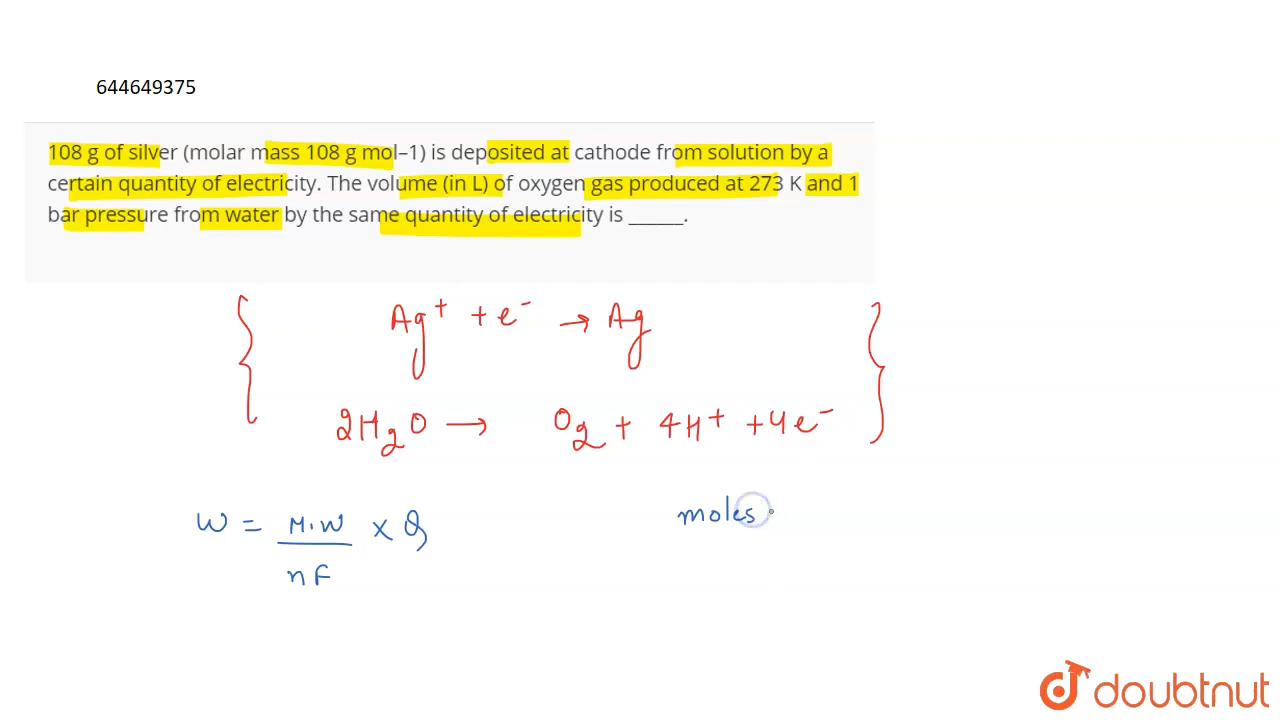 644649375
108 g of silver (molar mass 108 g mol–1) is deposited at cathode from solution by a
certain quantity of electricity. The volume (in L) of oxygen gas produced at 273 K and 1
bar pressure from water by the same quantity of electricity is ______.
Ag⁺ + e⁻ → Ag
2H₂O → O₂ + 4H⁺ + 4e⁻
W = M.W / nF × Q
moles
doubtnut